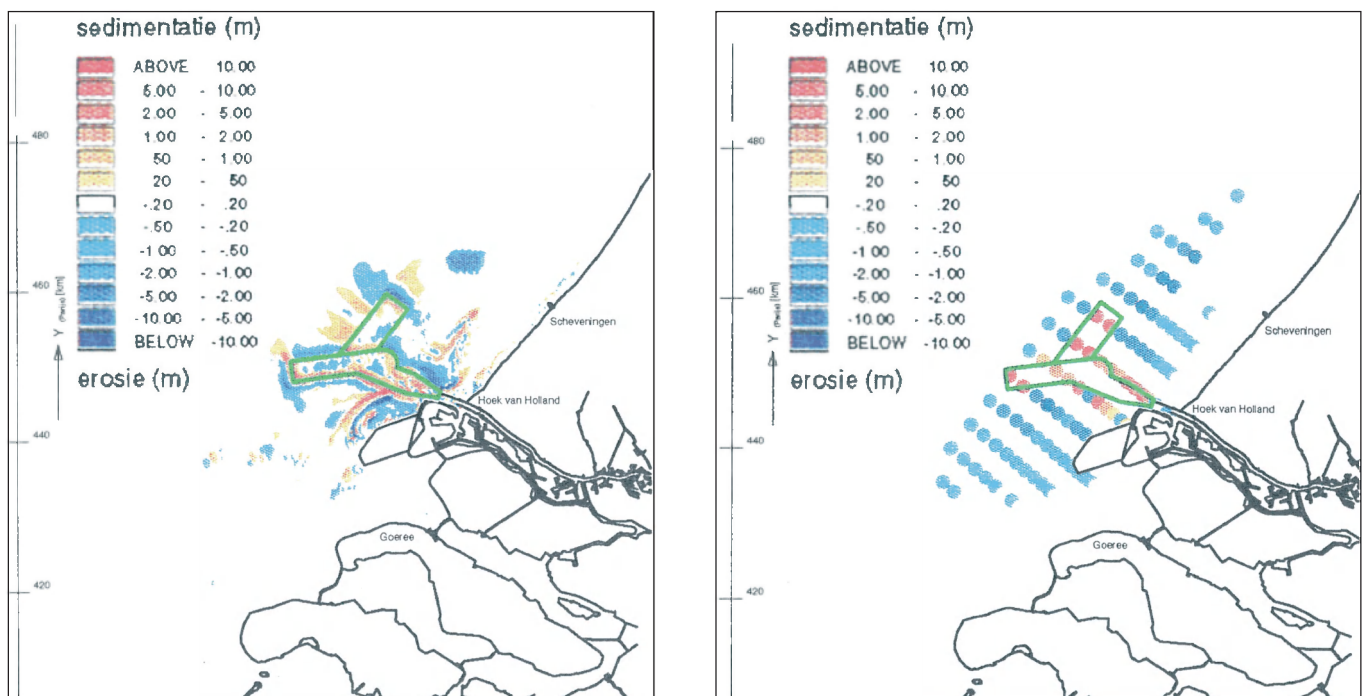 sedimentatie (m)
ABOVE 10.00
5.00 - 10.00
2.00 - 5.00
1.00 - 2.00
50 - 1.00
20 - 50
-.20 - .20
-.50 - -.20
-1.00 - -.50
-2.00 - -1.00
-5.00 - -2.00
-10.00 - -5.00
BELOW -10.00
erosie (m)
480
460
440
420
Y (Parijs) [km]
Scheveningen
Hoek van Holland
Goeree
sedimentatie (m)
ABOVE 10.00
5.00 - 10.00
2.00 - 5.00
1.00 - 2.00
50 - 1.00
20 - 50
-.20 - .20
-.50 - -.20
-1.00 - -.50
-2.00 - -1.00
-5.00 - -2.00
-10.00 - -5.00
BELOW -10.00
erosie (m)
480
460
440
420
Y (Parijs) [km]
Scheveningen
Hoek van Holland
Goeree